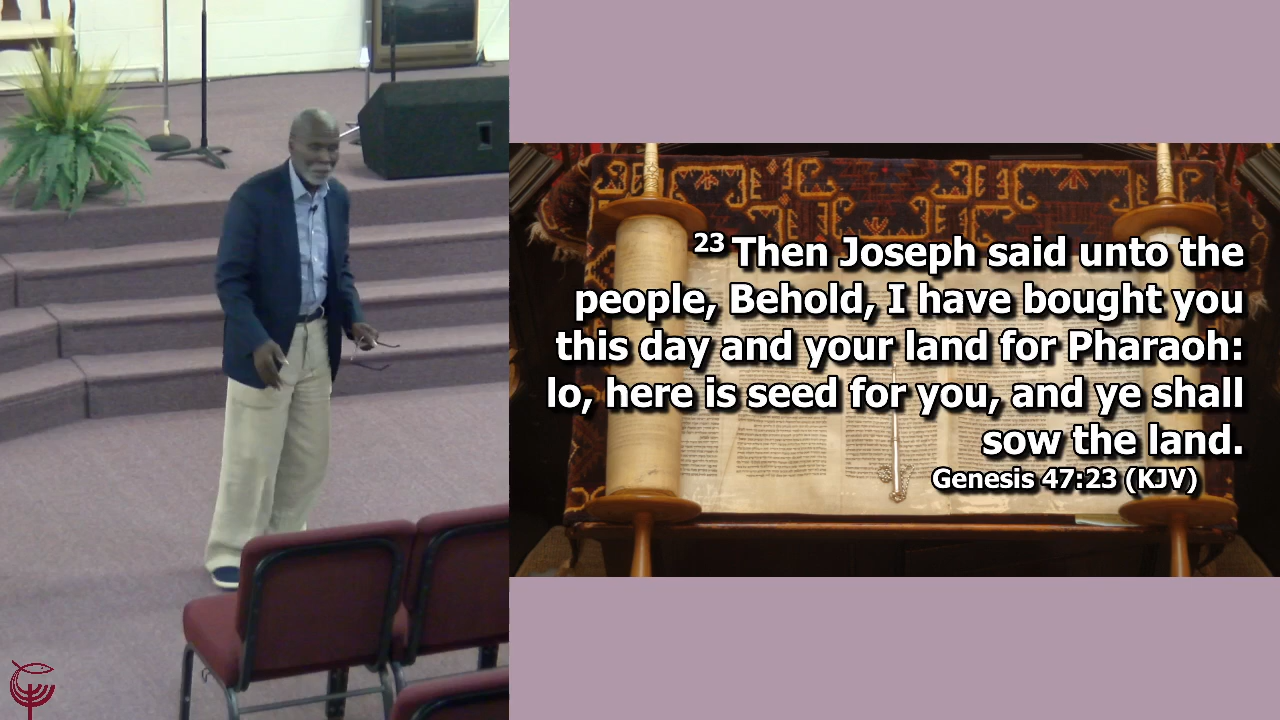 23 Then Joseph said unto the
people, Behold, I have bought you
this day and your land for Pharaoh:
lo, here is seed for you, and ye shall
sow the land.
Genesis 47:23 (KJV)